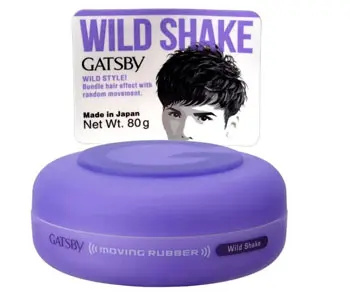 WILD SHAKE
GATSBY
WILD STYLE!
Bundle hair effect with
random movement.
Made in Japan
Net Wt. 80g
GATSBY
MOVING RUBBER
Wild Shake